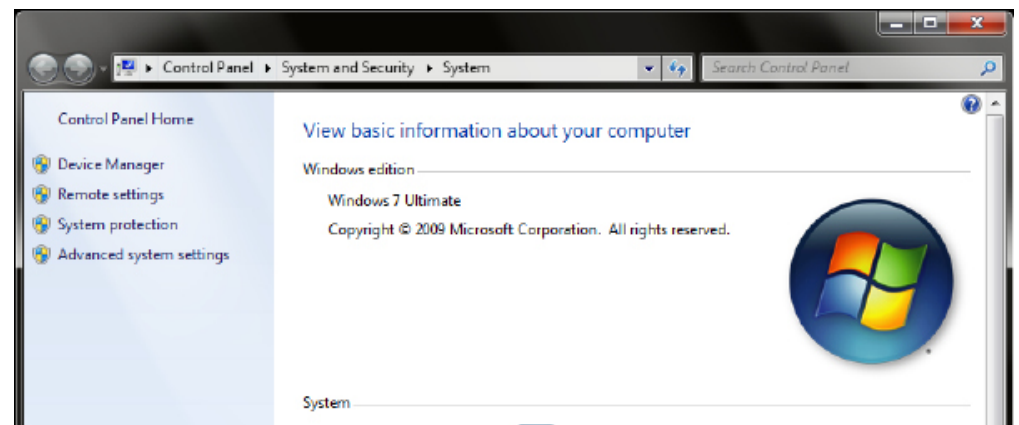 Control Panel ▸ System and Security ▸ System
Search Control Panel
Control Panel Home
Device Manager
Remote settings
System protection
Advanced system settings
View basic information about your computer
Windows edition
Windows 7 Ultimate
Copyright © 2009 Microsoft Corporation. All rights reserved.
System